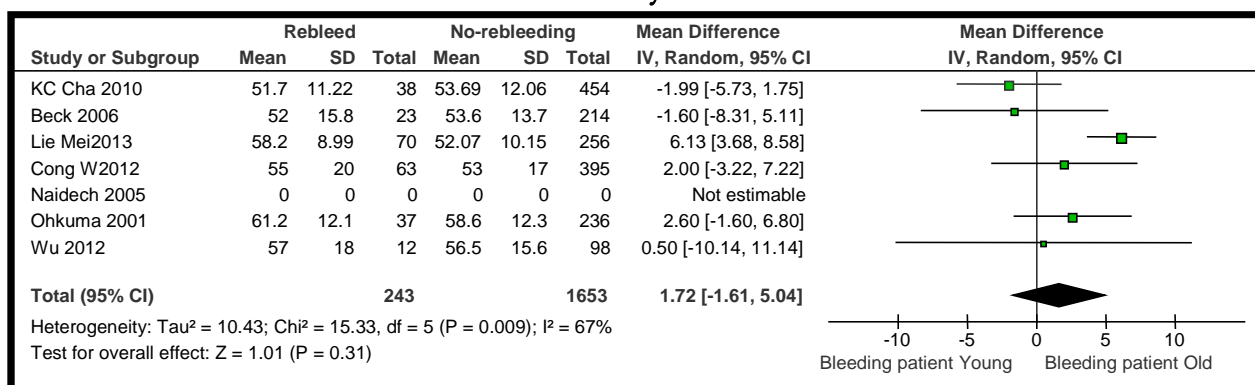 Rebleed No-rebleeding Mean Difference Mean Difference
Study or Subgroup Mean SD Total Mean SD Total IV, Random, 95% CI IV, Random, 95% CI
KC Cha 2010 51.7 11.22 38 53.69 12.06 454 -1.99 [-5.73, 1.75]
Beck 2006 52 15.8 23 53.6 13.7 214 -1.60 [-8.31, 5.11]
Lie Mei2013 58.2 8.99 70 52.07 10.15 256 6.13 [3.68, 8.58]
Cong W2012 55 20 63 53 17 395 2.00 [-3.22, 7.22]
Naidech 2005 0 0 0 0 0 0 Not estimable
Ohkuma 2001 61.2 12.1 37 58.6 12.3 236 2.60 [-1.60, 6.80]
Wu 2012 57 18 12 56.5 15.6 98 0.50 [-10.14, 11.14]
Total (95% CI) 243 1653 1.72 [-1.61, 5.04]
Heterogeneity: Tau² = 10.43; Chi² = 15.33, df = 5 (P = 0.009); I² = 67%
Test for overall effect: Z = 1.01 (P = 0.31)
-10 -5 0 5 10
Bleeding patient Young Bleeding patient Old